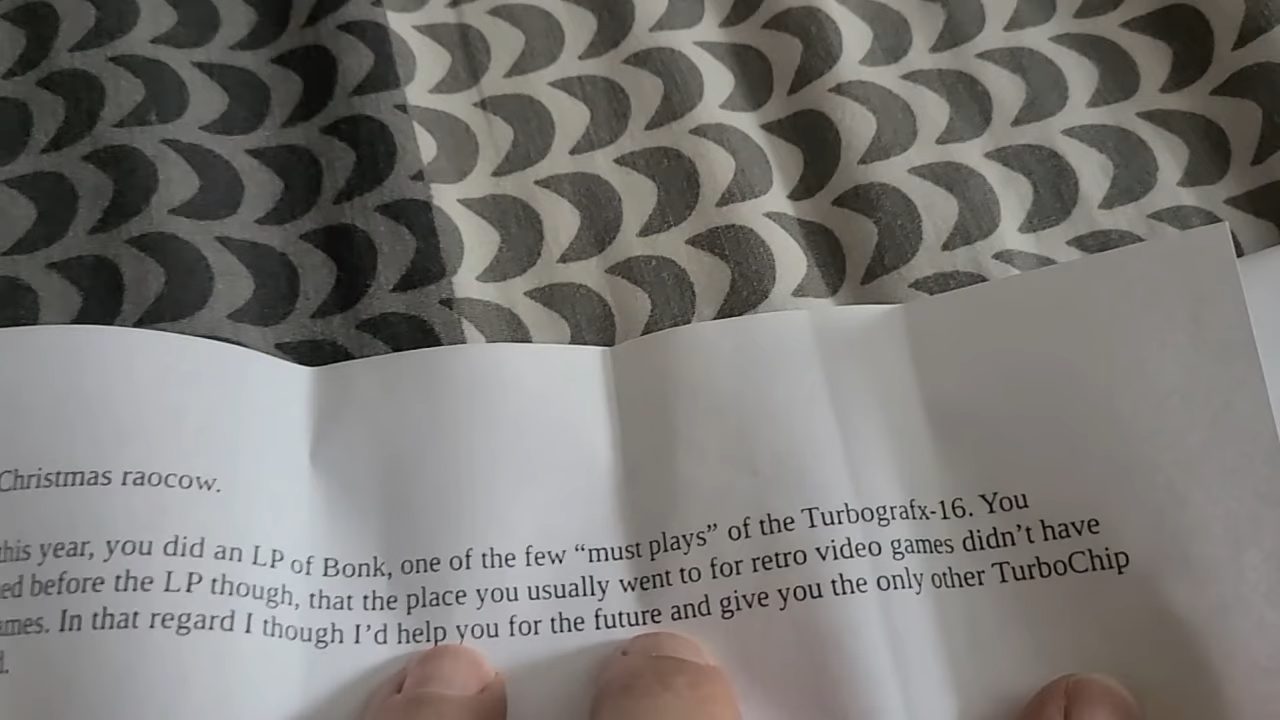 Christmas raocow.
this year, you did an LP of Bonk, one of the few “must plays” of the Turbografx-16. You
ed before the LP though, that the place you usually went to for retro video games didn’t have
ames. In that regard I though I’d help you for the future and give you the only other TurboChip